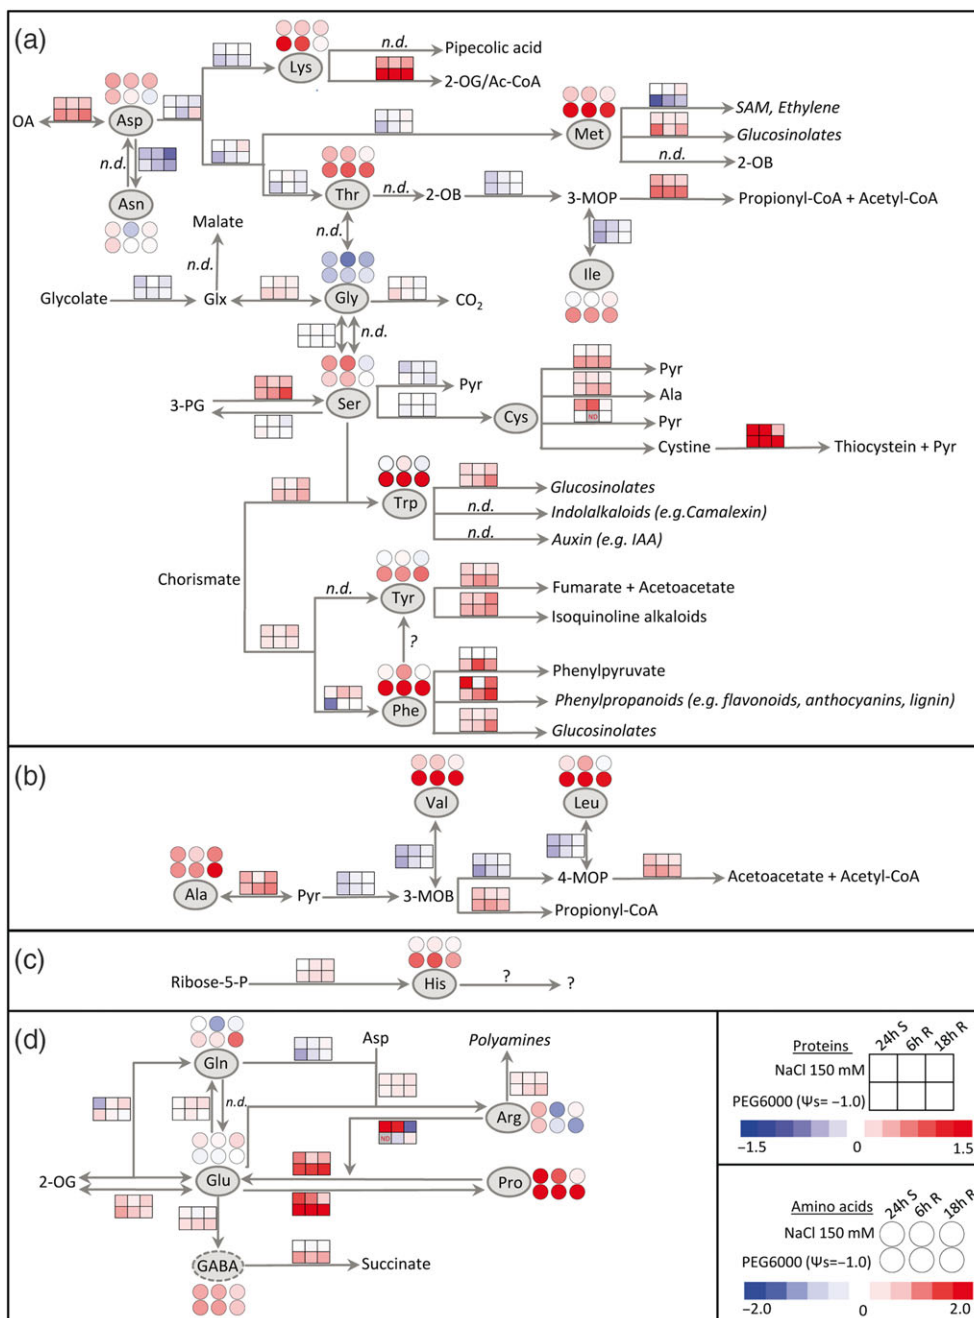 (a)
n.d.
Pipecolic acid
Lys
2-OG/Ac-CoA
OA
Asp
SAM, Ethylene
Met
Glucosinolates
n.d.
n.d.
2-OB
Asn
Thr
n.d.
2-OB
3-MOP
Propionyl-CoA + Acetyl-CoA
Malate
n.d.
n.d.
Ile
Glycolate
Glx
Gly
CO2
n.d.
Pyr
Pyr
3-PG
Ser
Ala
Cys
ND
Pyr
Cystine
Thiocystein + Pyr
Trp
Glucosinolates
n.d.
Indolalkaloids (e.g.Camalexin)
n.d.
Auxin (e.g. IAA)
Chorismate
n.d.
Tyr
Fumarate + Acetoacetate
Isoquinoline alkaloids
?
Phenylpyruvate
Phe
Phenylpropanoids (e.g. flavonoids, anthocyanins, lignin)
Glucosinolates
(b)
Val
Leu
Ala
Pyr
3-MOB
4-MOP
Acetoacetate + Acetyl-CoA
Propionyl-CoA
(c)
Ribose-5-P
His
?
?
(d)
Gln
Asp
Polyamines
n.d.
Arg
ND
2-OG
Glu
Pro
GABA
Succinate
24h S
6h R
18h R
Proteins
NaCl 150 mM
PEG6000 (Ψs= −1.0)
−1.5
0
1.5
24h S
6h R
18h R
Amino acids
NaCl 150 mM
PEG6000 (Ψs=−1.0)
−2.0
0
2.0